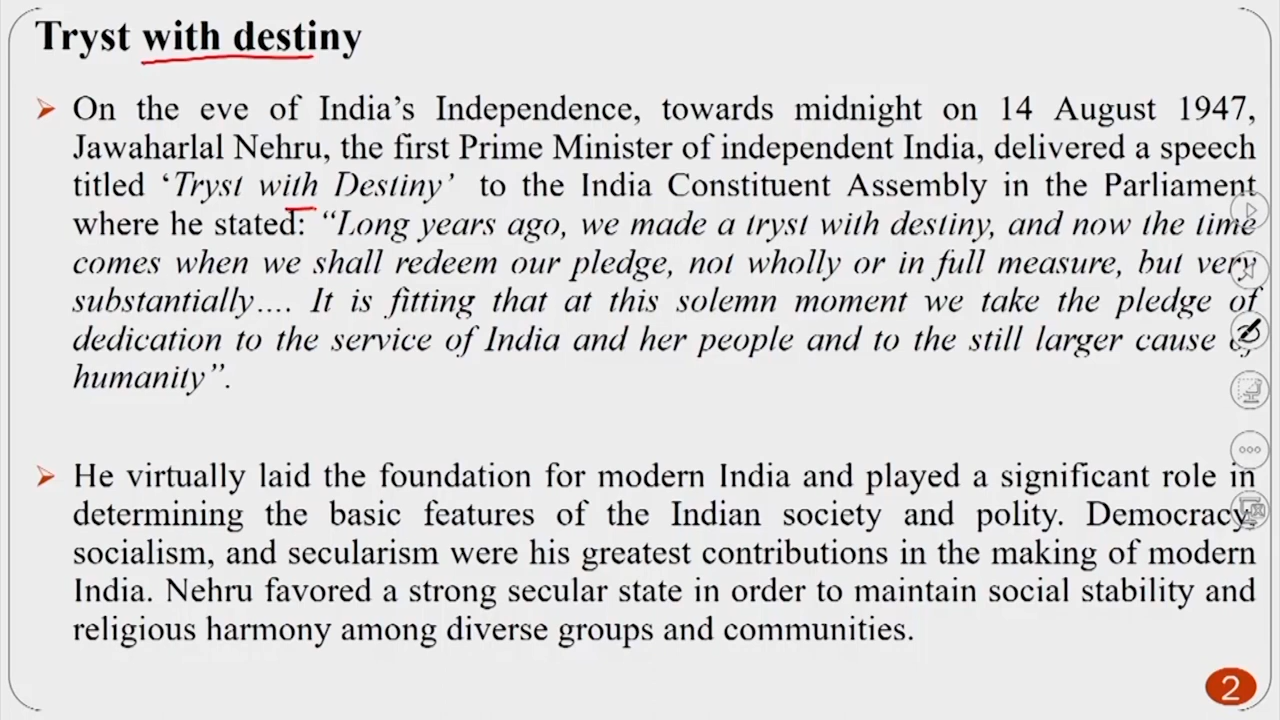 Tryst with destiny
➢ On the eve of India's Independence, towards midnight on 14 August 1947,
Jawaharlal Nehru, the first Prime Minister of independent India, delivered a speech
titled ‘Tryst with Destiny’ to the India Constituent Assembly in the Parliament
where he stated: “Long years ago, we made a tryst with destiny, and now the time
comes when we shall redeem our pledge, not wholly or in full measure, but very
substantially.... It is fitting that at this solemn moment we take the pledge of
dedication to the service of India and her people and to the still larger cause of
humanity”.
➢ He virtually laid the foundation for modern India and played a significant role in
determining the basic features of the Indian society and polity. Democracy,
socialism, and secularism were his greatest contributions in the making of modern
India. Nehru favored a strong secular state in order to maintain social stability and
religious harmony among diverse groups and communities.
2